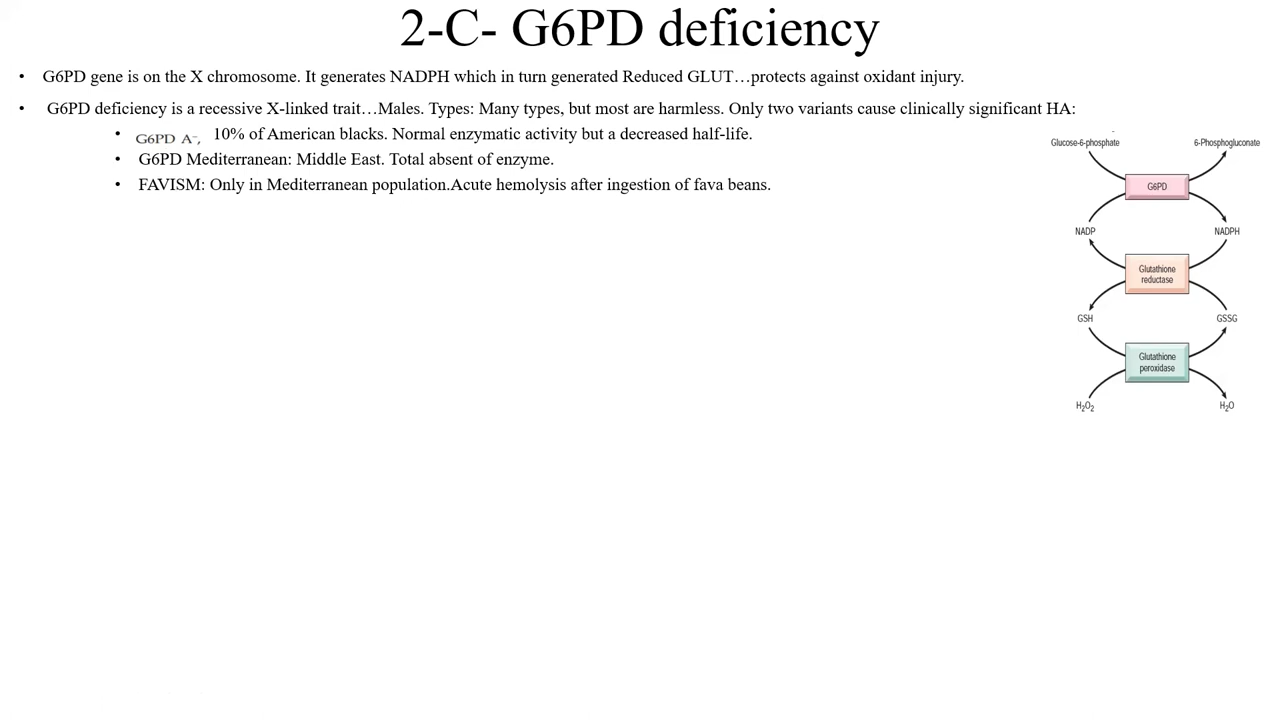 2-C- G6PD deficiency
• G6PD gene is on the X chromosome. It generates NADPH which in turn generated Reduced GLUT…protects against oxidant injury.
• G6PD deficiency is a recessive X-linked trait…Males. Types: Many types, but most are harmless. Only two variants cause clinically significant HA:
• G6PD A⁻, 10% of American blacks. Normal enzymatic activity but a decreased half-life.
• G6PD Mediterranean: Middle East. Total absent of enzyme.
• FAVISM: Only in Mediterranean population.Acute hemolysis after ingestion of fava beans.
Glucose-6-phosphate 6-Phosphogluconate
G6PD
NADP NADPH
Glutathione
reductase
GSH GSSG
Glutathione
peroxidase
H₂O₂ H₂O